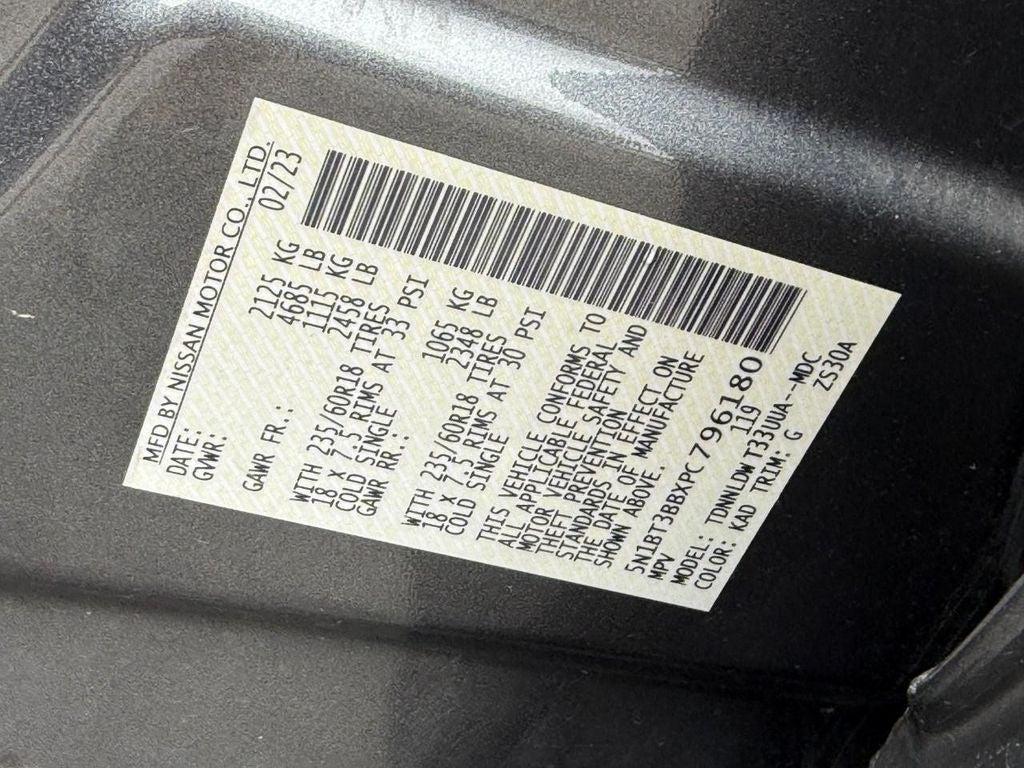 MFD BY NISSAN MOTOR CO., LTD.
DATE: 02/23
GVWR: 2125 KG
4685 LB
GAWR FR.: 1115 KG
2458 LB
WITH 235/60R18 TIRES
18 X 7.5 RIMS AT 33 PSI
COLD SINGLE
GAWR RR.: 1065 KG
2348 LB
WITH 235/60R18 TIRES
18 X 7.5 RIMS AT 30 PSI
COLD SINGLE
THIS VEHICLE CONFORMS TO
ALL APPLICABLE FEDERAL
MOTOR VEHICLE SAFETY AND
THEFT PREVENTION
STANDARDS IN EFFECT ON
THE DATE OF MANUFACTURE
SHOWN ABOVE.
5N1BT3BBXPC796180
MPV 119
MODEL: TDNNLDWT33UUA--MDC
COLOR: KAD TRIM: G ZS30A